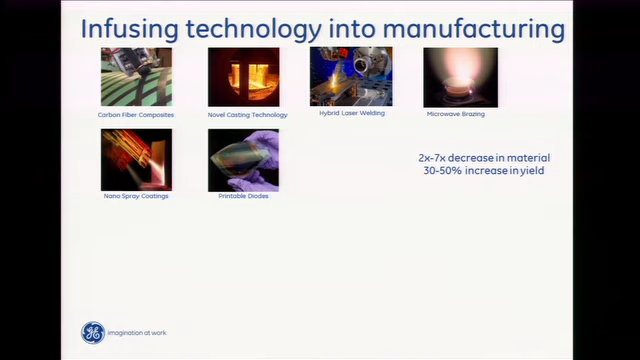 Infusing technology into manufacturing
Carbon Fiber Composites
Novel Casting Technology
Hybrid Laser Welding
Microwave Brazing
Nano Spray Coatings
Printable Diodes
2x-7x decrease in material
30-50% increase in yield
GE
imagination at work